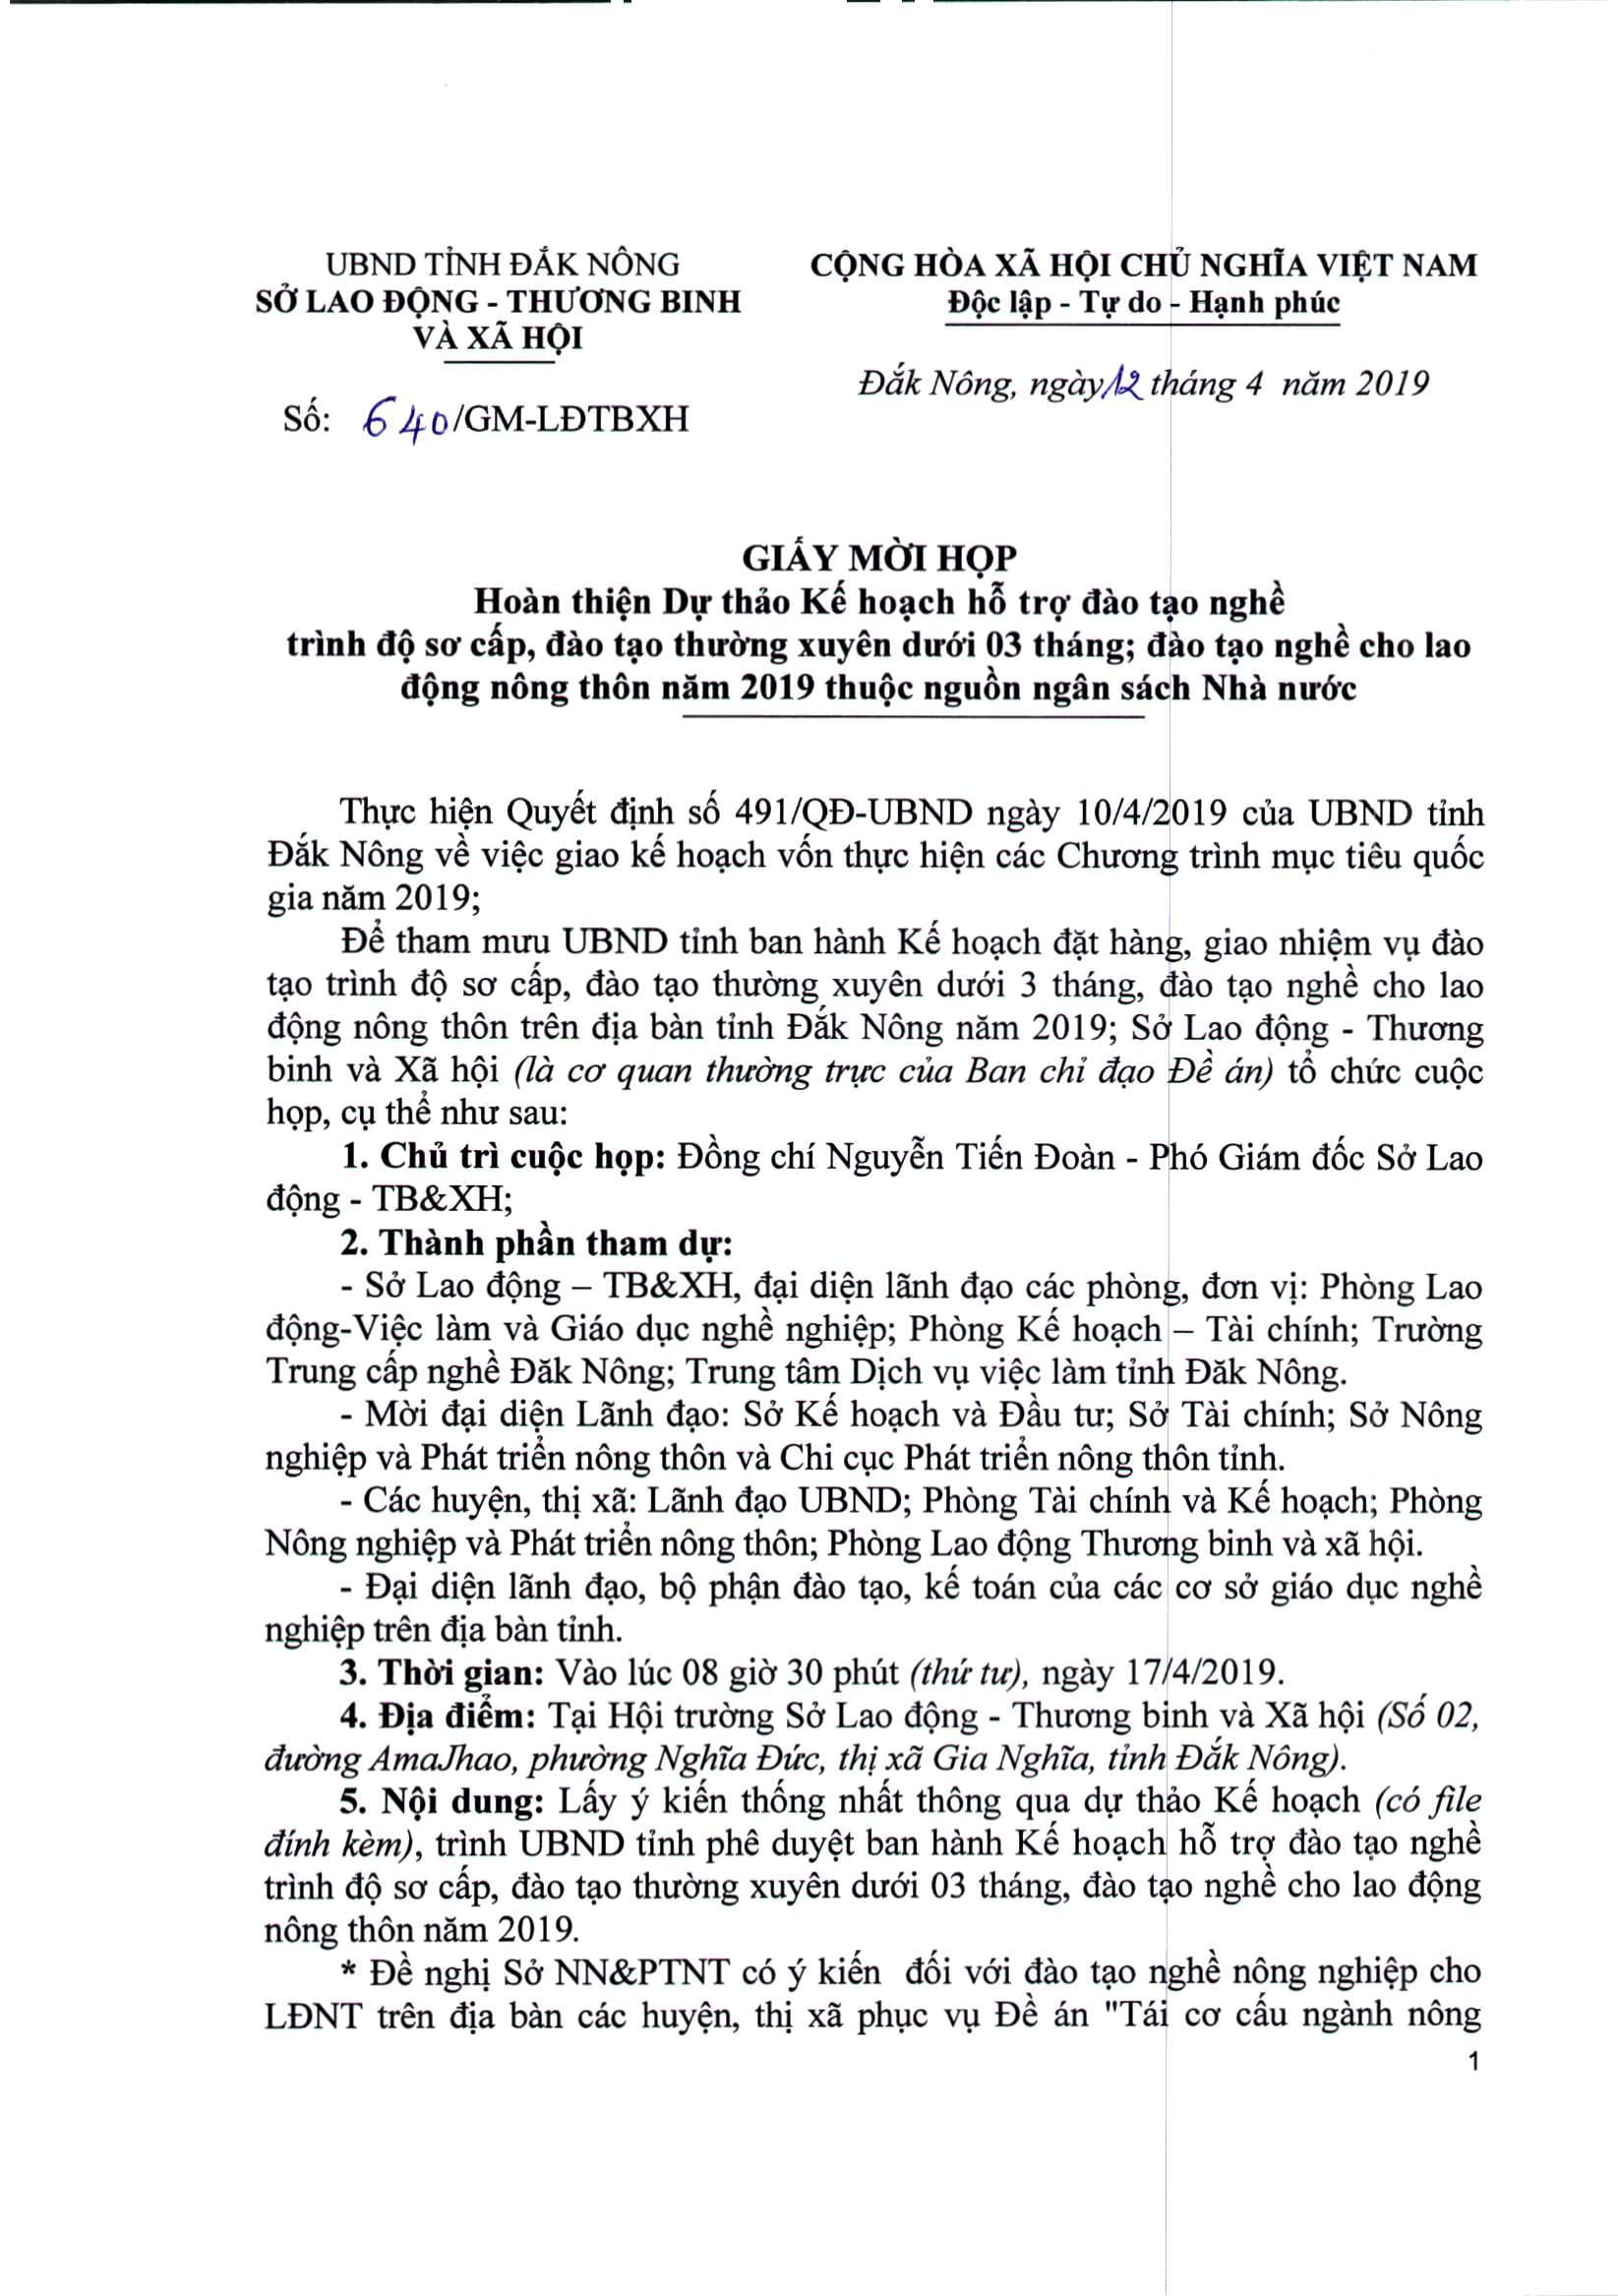 UBND TỈNH ĐẮK NÔNG
SỞ LAO ĐỘNG - THƯƠNG BINH
VÀ XÃ HỘI
Số: 640/GM-LĐTBXH
CỘNG HÒA XÃ HỘI CHỦ NGHĨA VIỆT NAM
Độc lập - Tự do - Hạnh phúc
Đắk Nông, ngày 12 tháng 4 năm 2019
GIẤY MỜI HỌP
Hoàn thiện Dự thảo Kế hoạch hỗ trợ đào tạo nghề
trình độ sơ cấp, đào tạo thường xuyên dưới 03 tháng; đào tạo nghề cho lao
động nông thôn năm 2019 thuộc nguồn ngân sách Nhà nước
Thực hiện Quyết định số 491/QĐ-UBND ngày 10/4/2019 của UBND tỉnh
Đắk Nông về việc giao kế hoạch vốn thực hiện các Chương trình mục tiêu quốc
gia năm 2019;
Để tham mưu UBND tỉnh ban hành Kế hoạch đặt hàng, giao nhiệm vụ đào
tạo trình độ sơ cấp, đào tạo thường xuyên dưới 3 tháng, đào tạo nghề cho lao
động nông thôn trên địa bàn tỉnh Đắk Nông năm 2019; Sở Lao động - Thương
binh và Xã hội (là cơ quan thường trực của Ban chỉ đạo Đề án) tổ chức cuộc
họp, cụ thể như sau:
1. Chủ trì cuộc họp: Đồng chí Nguyễn Tiến Đoàn - Phó Giám đốc Sở Lao
động - TB&XH;
2. Thành phần tham dự:
- Sở Lao động – TB&XH, đại diện lãnh đạo các phòng, đơn vị: Phòng Lao
động-Việc làm và Giáo dục nghề nghiệp; Phòng Kế hoạch – Tài chính; Trường
Trung cấp nghề Đăk Nông; Trung tâm Dịch vụ việc làm tỉnh Đăk Nông.
- Mời đại diện Lãnh đạo: Sở Kế hoạch và Đầu tư; Sở Tài chính; Sở Nông
nghiệp và Phát triển nông thôn và Chi cục Phát triển nông thôn tỉnh.
- Các huyện, thị xã: Lãnh đạo UBND; Phòng Tài chính và Kế hoạch; Phòng
Nông nghiệp và Phát triển nông thôn; Phòng Lao động Thương binh và xã hội.
- Đại diện lãnh đạo, bộ phận đào tạo, kế toán của các cơ sở giáo dục nghề
nghiệp trên địa bàn tỉnh.
3. Thời gian: Vào lúc 08 giờ 30 phút (thứ tư), ngày 17/4/2019.
4. Địa điểm: Tại Hội trường Sở Lao động - Thương binh và Xã hội (Số 02,
đường AmaJhao, phường Nghĩa Đức, thị xã Gia Nghĩa, tỉnh Đắk Nông).
5. Nội dung: Lấy ý kiến thống nhất thông qua dự thảo Kế hoạch (có file
đính kèm), trình UBND tỉnh phê duyệt ban hành Kế hoạch hỗ trợ đào tạo nghề
trình độ sơ cấp, đào tạo thường xuyên dưới 03 tháng, đào tạo nghề cho lao động
nông thôn năm 2019.
* Đề nghị Sở NN&PTNT có ý kiến đối với đào tạo nghề nông nghiệp cho
LĐNT trên địa bàn các huyện, thị xã phục vụ Đề án "Tái cơ cấu ngành nông
1